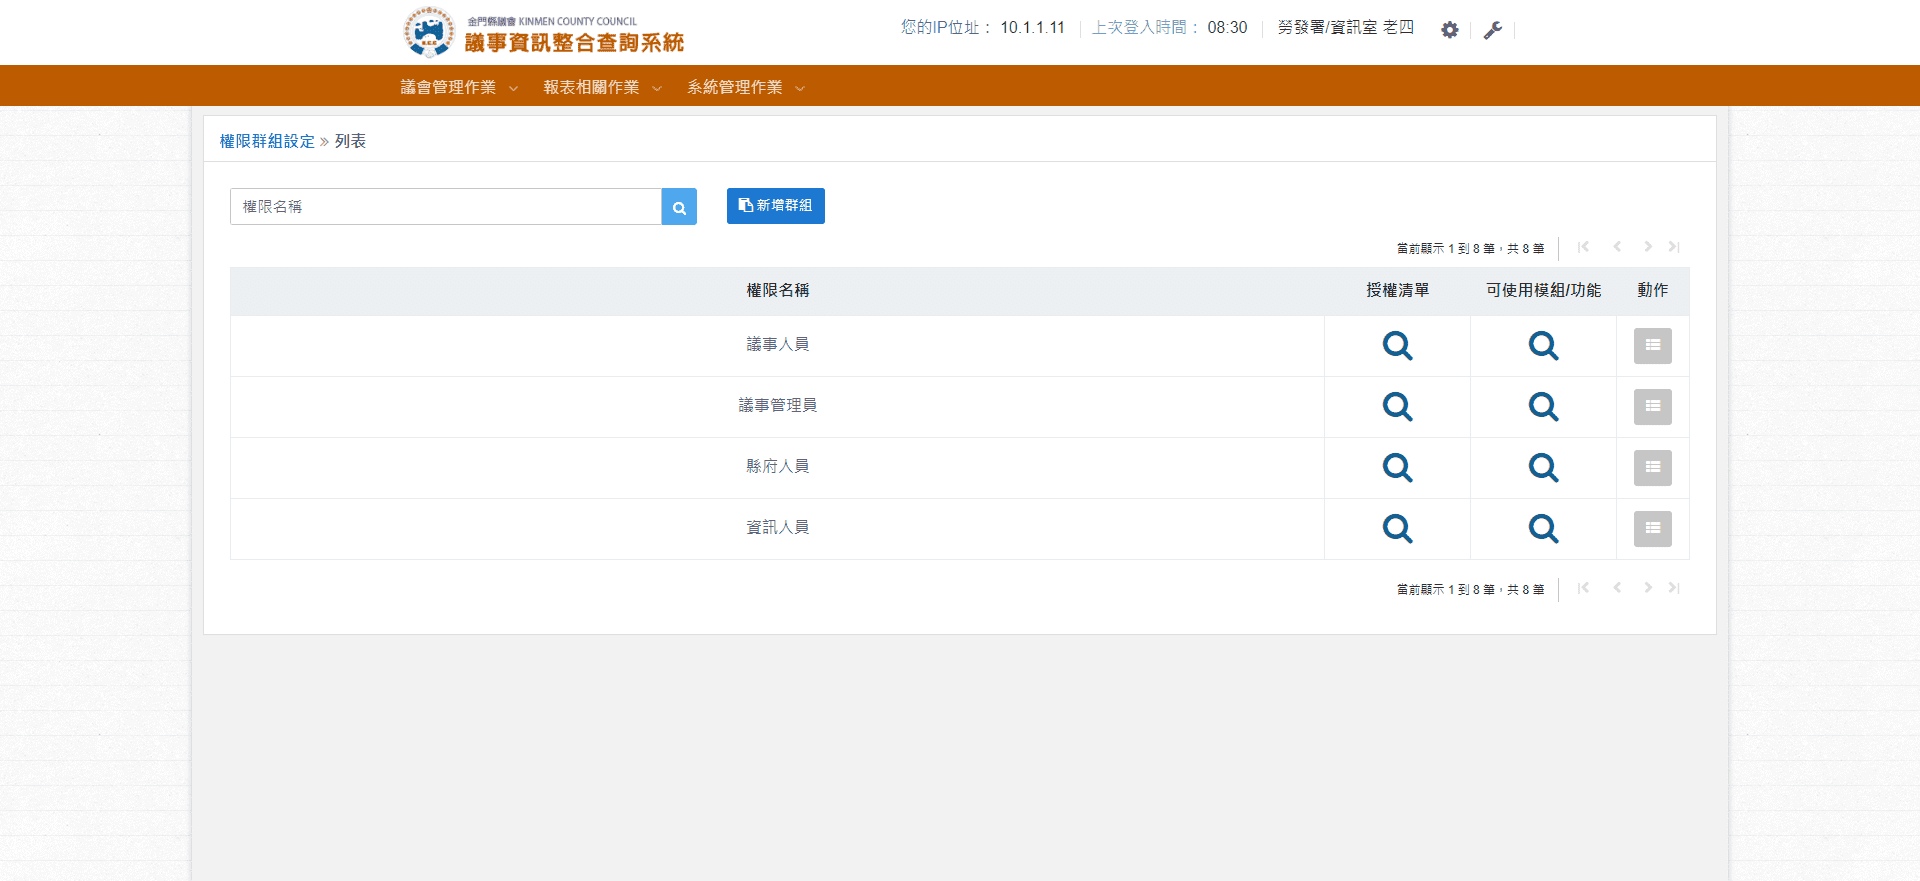 金門縣議會 KINMEN COUNTY COUNCIL
議事資訊整合查詢系統
您的IP位址： 10.1.1.11 上次登入時間： 08:30 勞發署/資訊室 老四
議會管理作業 報表相關作業 系統管理作業
權限群組設定 » 列表
權限名稱 新增群組
當前顯示 1 到 8 筆，共 8 筆
權限名稱 授權清單 可使用模組/功能 動作
議事人員
議事管理員
縣府人員
資訊人員
當前顯示 1 到 8 筆，共 8 筆